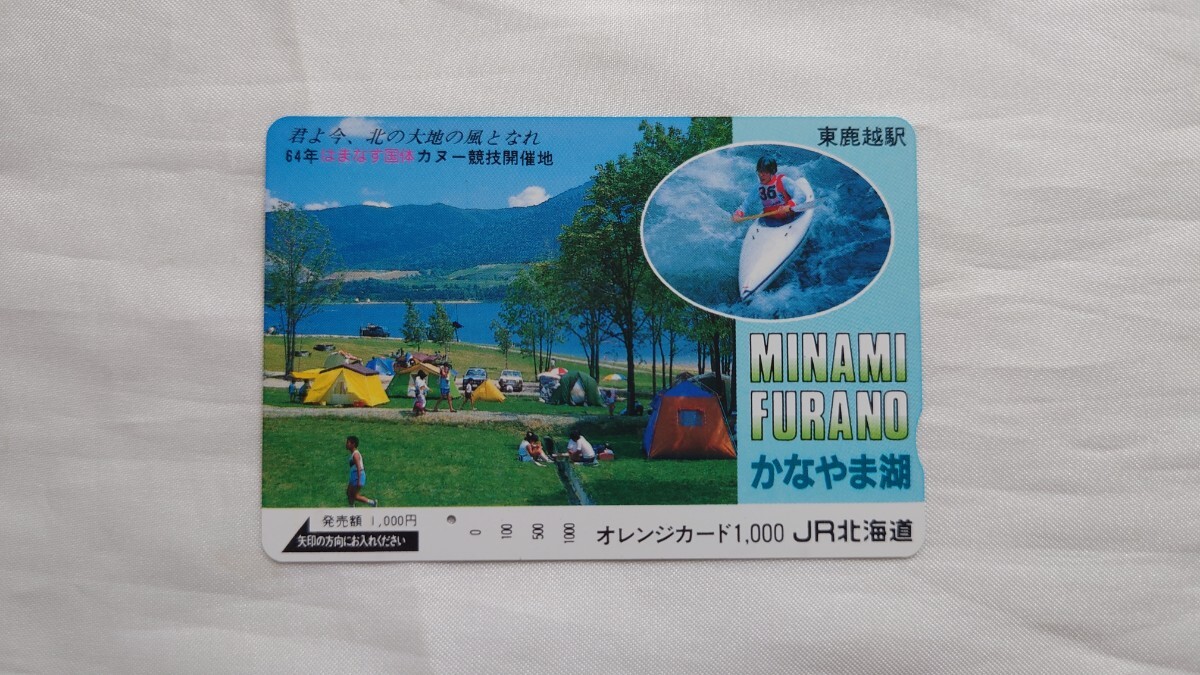 君よ今、北の大地の風となれ
64年はまなす国体カヌー競技開催地
東鹿越駅
36
MINAMI
FURANO
かなやま湖
発売額 1,000円
矢印の方向にお入れください
0 100 500 1000
オレンジカード1,000 JR北海道